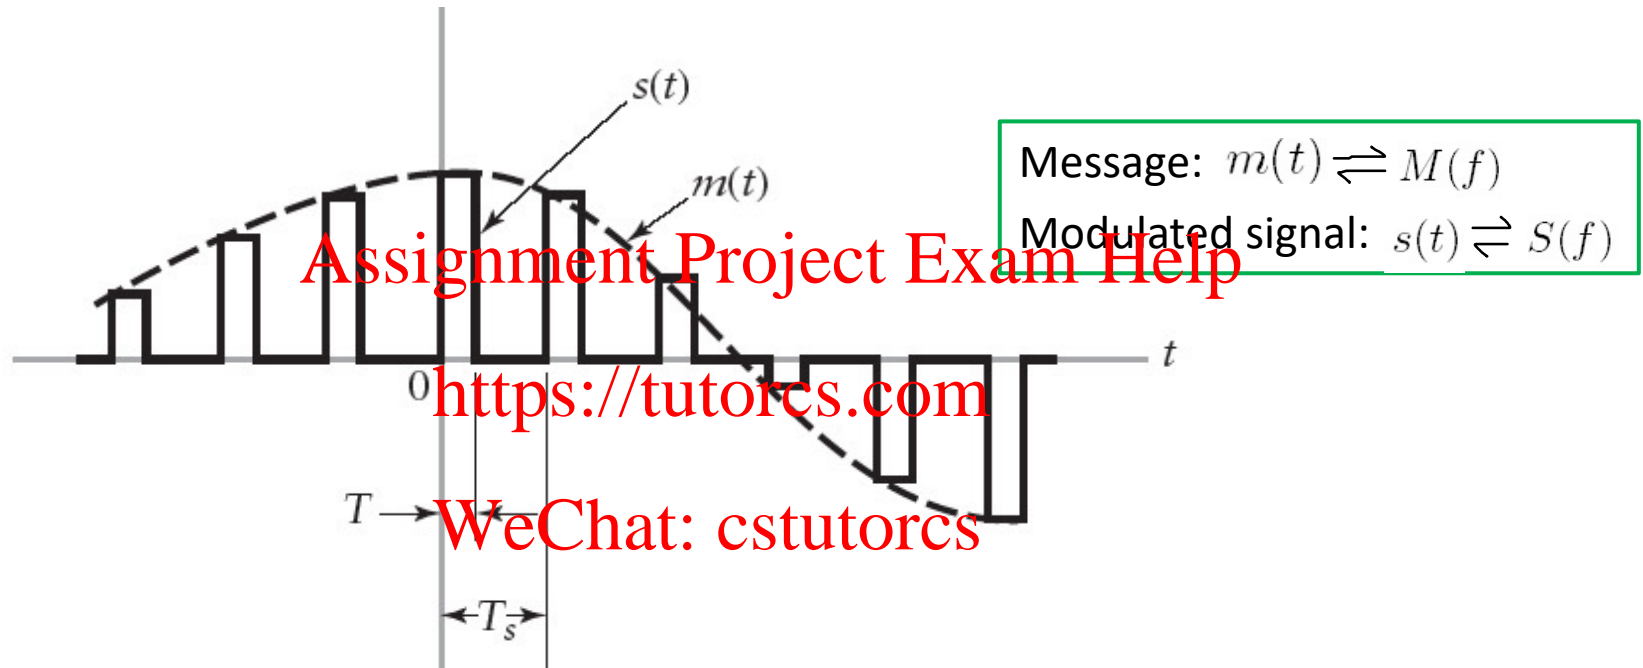 s(t)
m(t)
Message: m(t) ⇌ M(f)
Modulated signal: s(t) ⇌ S(f)
Assignment Project Exam Help
t
0
https://tutorcs.com
T
WeChat: cstutorcs
T_s